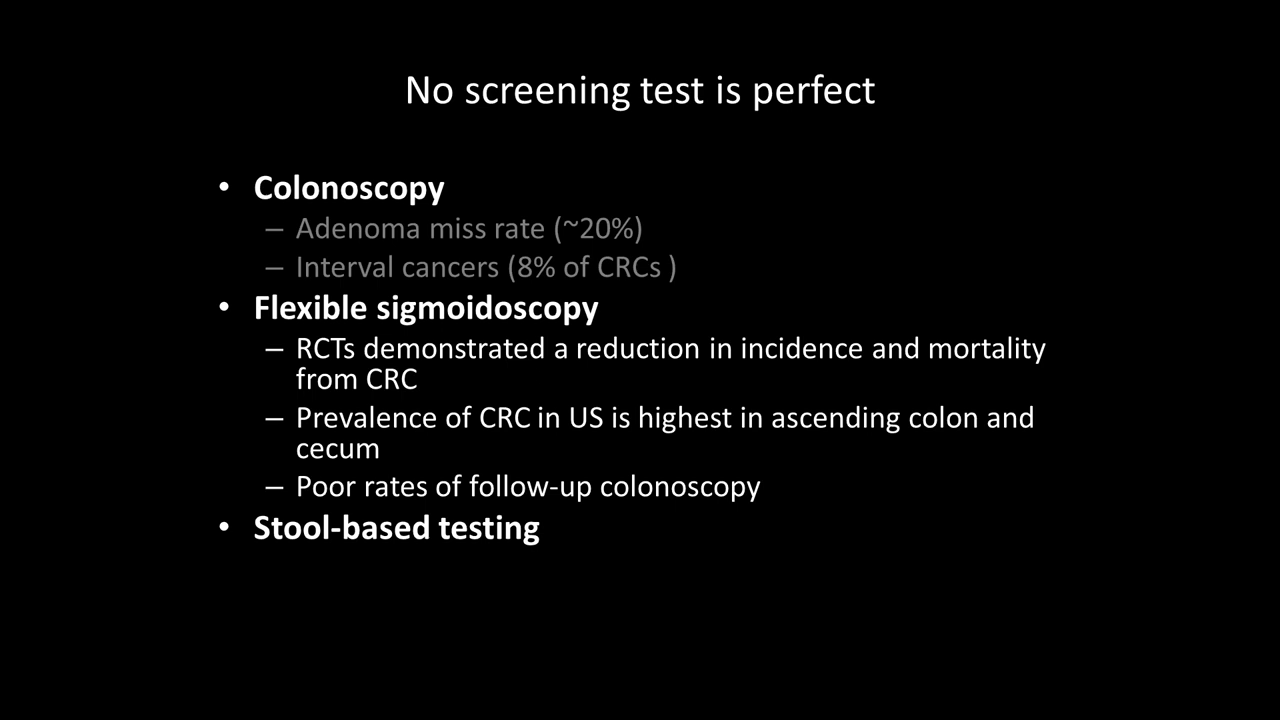 No screening test is perfect
• Colonoscopy
– Adenoma miss rate (~20%)
– Interval cancers (8% of CRCs )
• Flexible sigmoidoscopy
– RCTs demonstrated a reduction in incidence and mortality
from CRC
– Prevalence of CRC in US is highest in ascending colon and
cecum
– Poor rates of follow-up colonoscopy
• Stool-based testing